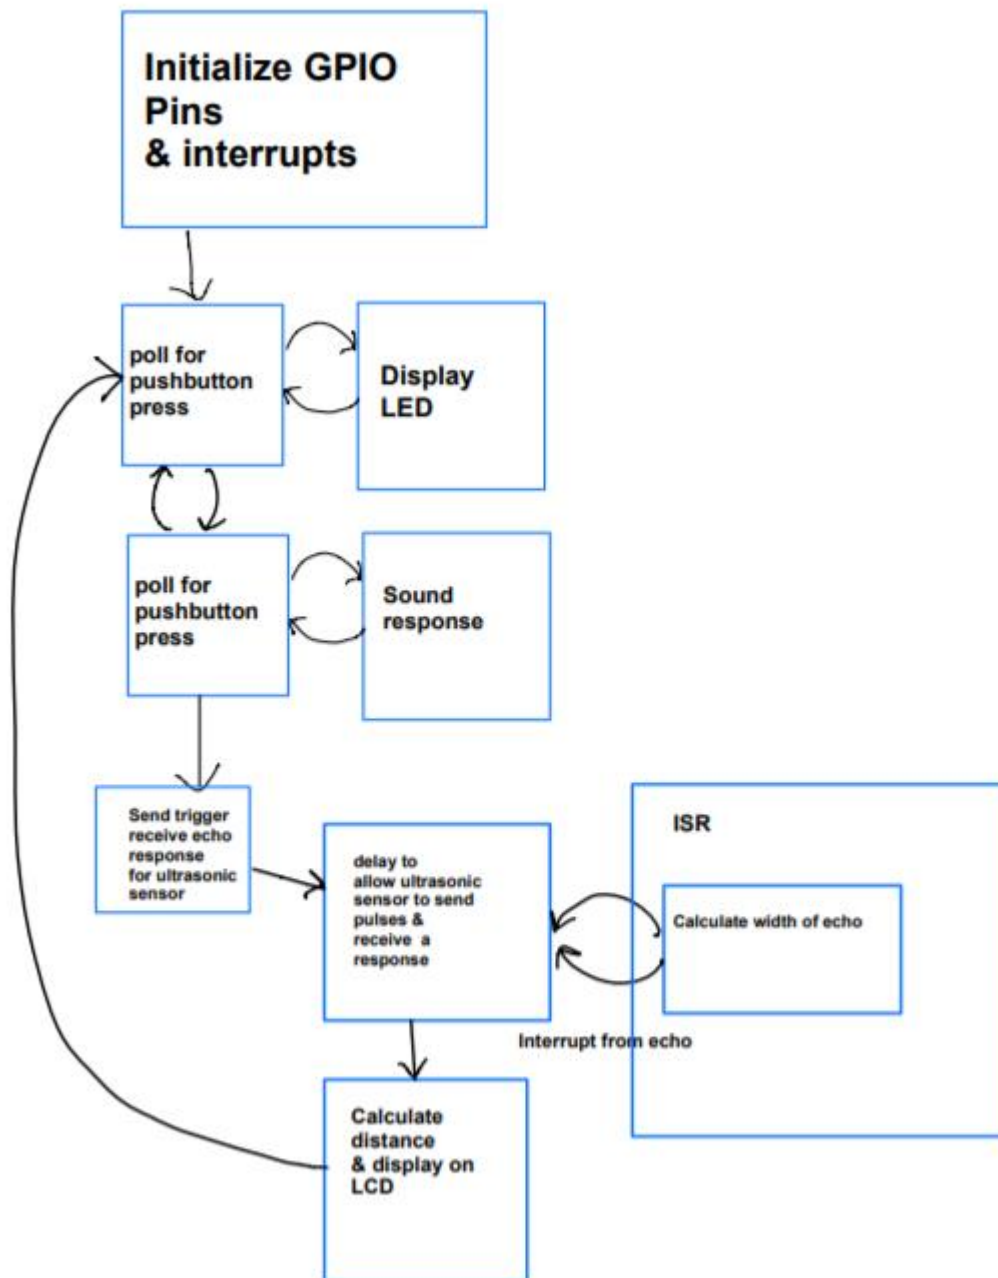 Initialize GPIO
Pins
& interrupts
poll for
pushbutton
press
Display
LED
poll for
pushbutton
press
Sound
response
Send trigger
receive echo
response
for ultrasonic
sensor
delay to
allow ultrasonic
sensor to send
pulses &
receive a
response
ISR
Calculate width of echo
Interrupt from echo
Calculate
distance
& display on
LCD